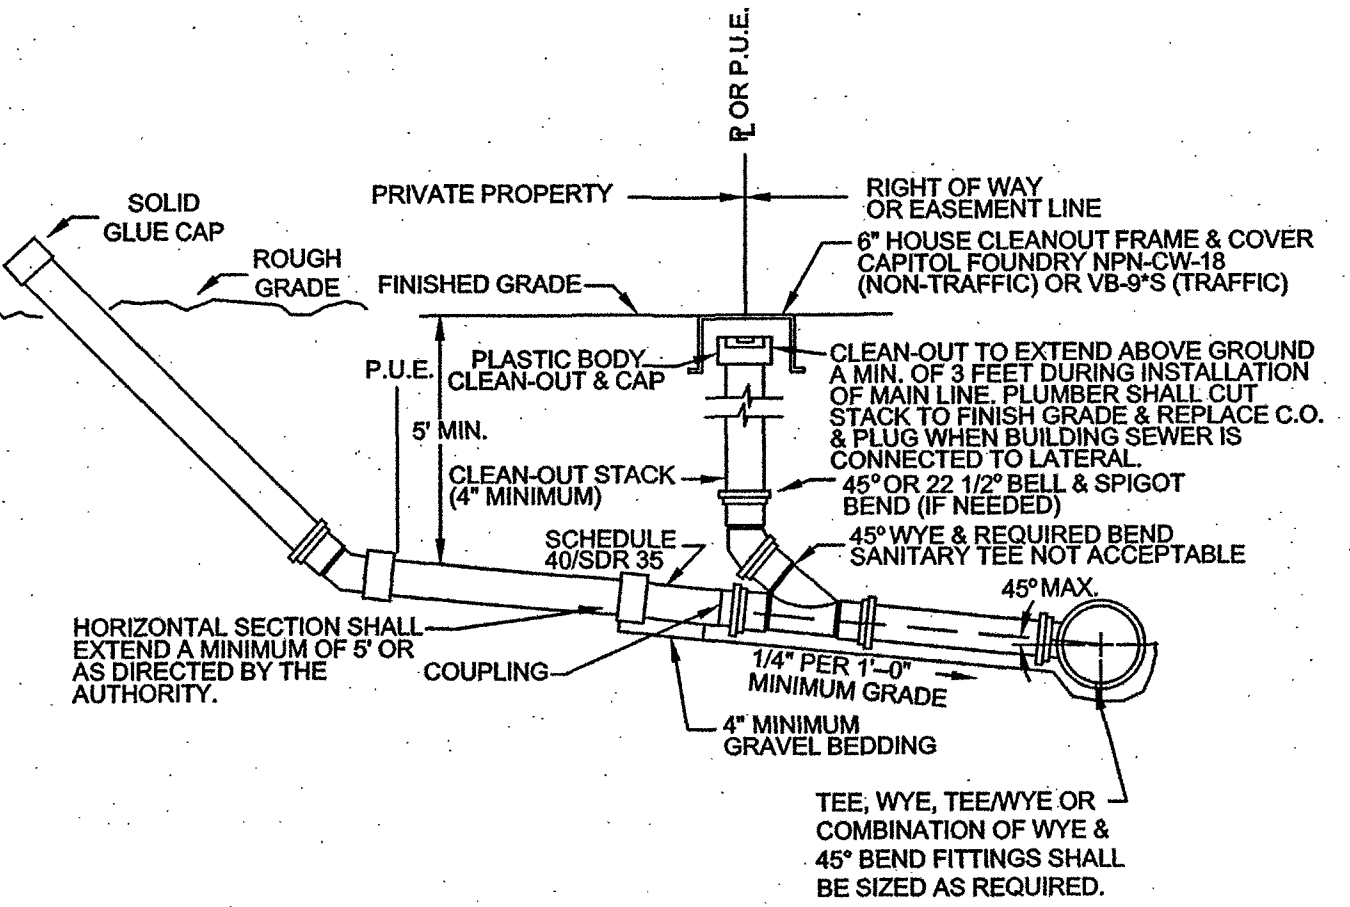 ℄ OR P.U.E.
PRIVATE PROPERTY
RIGHT OF WAY
OR EASEMENT LINE
SOLID
GLUE CAP
ROUGH
GRADE
FINISHED GRADE
6" HOUSE CLEANOUT FRAME & COVER
CAPITOL FOUNDRY NPN-CW-18
(NON-TRAFFIC) OR VB-9*S (TRAFFIC)
P.U.E.
PLASTIC BODY
CLEAN-OUT & CAP
CLEAN-OUT TO EXTEND ABOVE GROUND
A MIN. OF 3 FEET DURING INSTALLATION
OF MAIN LINE. PLUMBER SHALL CUT
STACK TO FINISH GRADE & REPLACE C.O.
& PLUG WHEN BUILDING SEWER IS
CONNECTED TO LATERAL.
5' MIN.
CLEAN-OUT STACK
(4" MINIMUM)
45° OR 22 1/2° BELL & SPIGOT
BEND (IF NEEDED)
SCHEDULE
40/SDR 35
45° WYE & REQUIRED BEND
SANITARY TEE NOT ACCEPTABLE
45° MAX.
HORIZONTAL SECTION SHALL
EXTEND A MINIMUM OF 5' OR
AS DIRECTED BY THE
AUTHORITY.
COUPLING
1/4" PER 1'-0"
MINIMUM GRADE
4" MINIMUM
GRAVEL BEDDING
TEE, WYE, TEE/WYE OR
COMBINATION OF WYE &
45° BEND FITTINGS SHALL
BE SIZED AS REQUIRED.